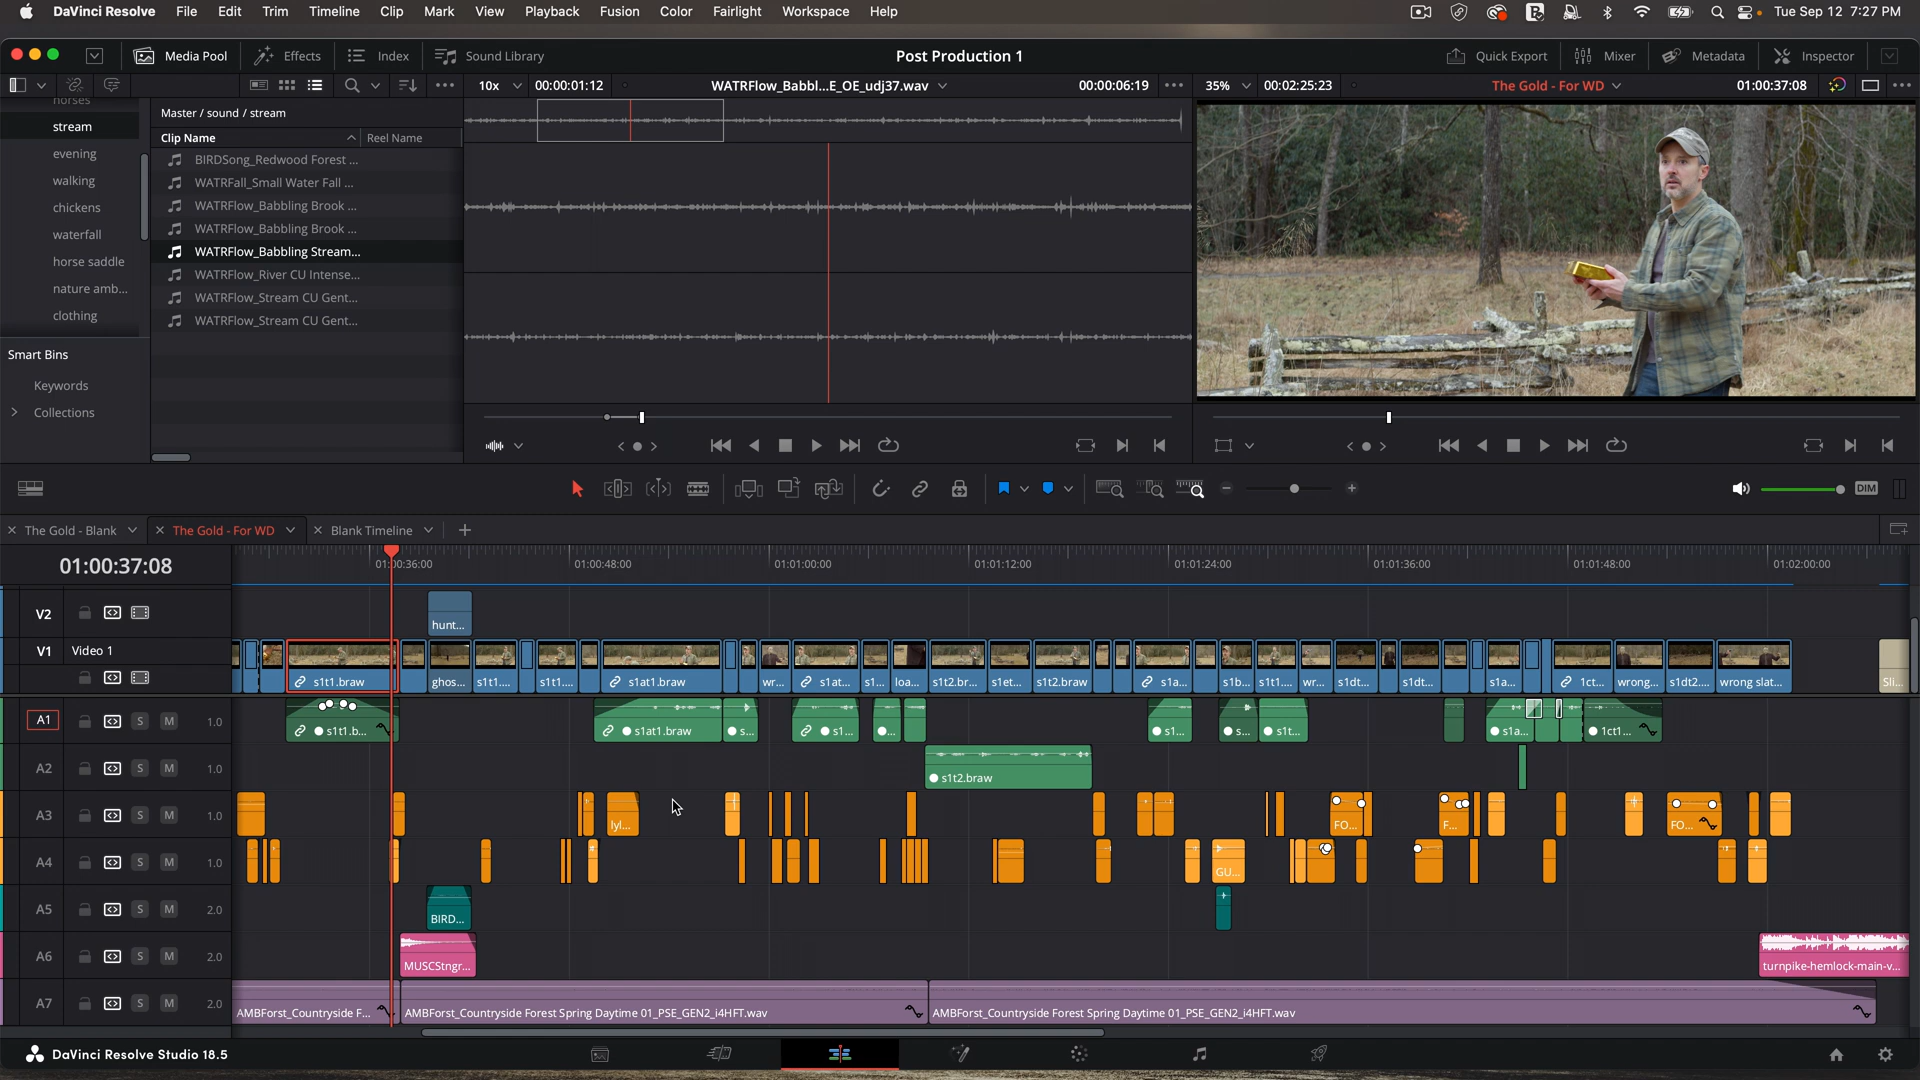 DaVinci Resolve File Edit Trim Timeline Clip Mark View Playback Fusion Color Fairlight Workspace Help Tue Sep 12 7:27 PM
Media Pool Effects Index Sound Library Post Production 1 Quick Export Mixer Metadata Inspector
10x 00:00:01:12 WATRFlow_Babbl...E_OE_udj37.wav 00:00:06:19 35% 00:02:25:23 The Gold - For WD 01:00:37:08
horses
stream
evening
walking
chickens
waterfall
horse saddle
nature amb...
clothing
Smart Bins
Keywords
Collections
Master / sound / stream
Clip Name Reel Name
BIRDSong_Redwood Forest ...
WATRFall_Small Water Fall ...
WATRFlow_Babbling Brook ...
WATRFlow_Babbling Brook ...
WATRFlow_Babbling Stream...
WATRFlow_River CU Intense...
WATRFlow_Stream CU Gent...
WATRFlow_Stream CU Gent...
DIM
The Gold - Blank The Gold - For WD Blank Timeline
01:00:37:08 01:00:36:00 01:00:48:00 01:01:00:00 01:01:12:00 01:01:24:00 01:01:36:00 01:01:48:00 01:02:00:00
V2 hunt...
V1 Video 1
s1t1.braw ghos... s1t1.... s1t1.... s1at1.braw wr... s1at... s1... loa... s1t2.br... s1et... s1t2.braw s1a... s1b... s1t1... wr... s1dt... s1dt... s1a... 1ct... wrong... s1dt2.... wrong slat... Sli...
A1 S M 1.0 s1t1.b... s1at1.braw s... s1... s1... s... s1t... s1a... 1ct1...
A2 S M 1.0 s1t2.braw
A3 S M 1.0 lyl... FO... F... FO...
A4 S M 1.0 GU...
A5 S M 2.0 BIRD...
A6 S M 2.0 MUSCStngr... turnpike-hemlock-main-v...
A7 S M 2.0 AMBForst_Countryside F... AMBForst_Countryside Forest Spring Daytime 01_PSE_GEN2_i4HFT.wav AMBForst_Countryside Forest Spring Daytime 01_PSE_GEN2_i4HFT.wav
DaVinci Resolve Studio 18.5